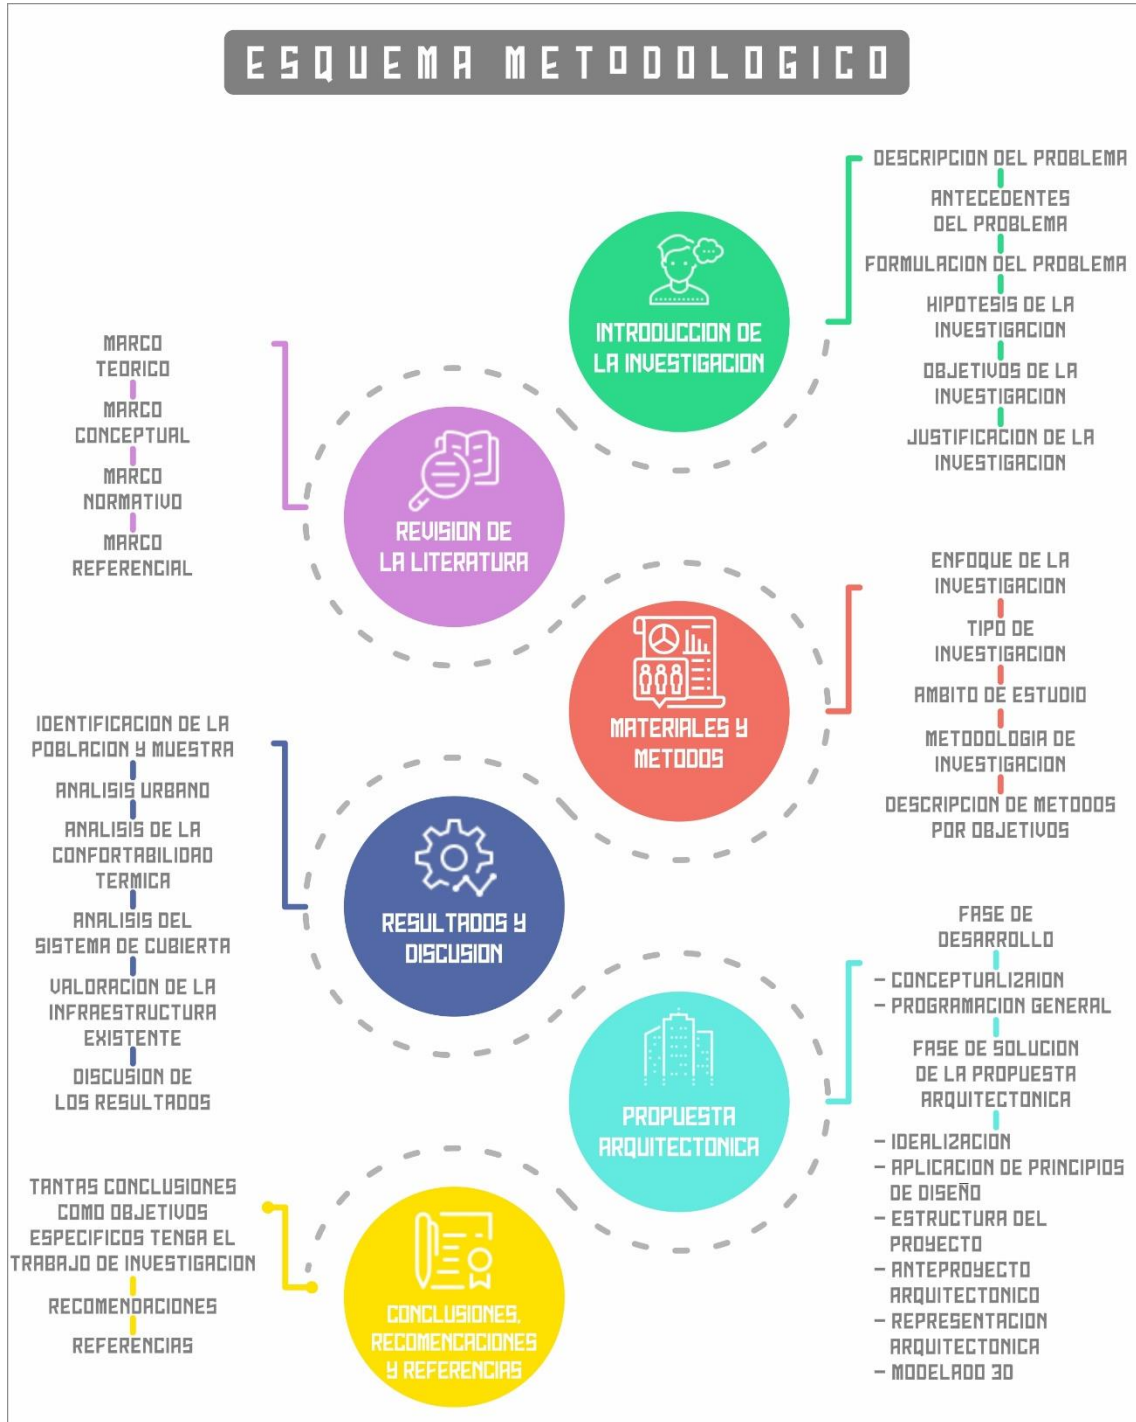 ESQUEMA METODOLOGICO
INTRODUCCION DE
LA INVESTIGACION
DESCRIPCION DEL PROBLEMA
ANTECEDENTES
DEL PROBLEMA
FORMULACION DEL PROBLEMA
HIPOTESIS DE LA
INVESTIGACION
OBJETIVOS DE LA
INVESTIGACION
JUSTIFICACION DE LA
INVESTIGACION
REVISION DE
LA LITERATURA
MARCO
TEORICO
MARCO
CONCEPTUAL
MARCO
NORMATIVO
MARCO
REFERENCIAL
MATERIALES Y
METODOS
ENFOQUE DE LA
INVESTIGACION
TIPO DE
INVESTIGACION
AMBITO DE ESTUDIO
METODOLOGIA DE
INVESTIGACION
DESCRIPCION DE METODOS
POR OBJETIVOS
RESULTADOS Y
DISCUSION
IDENTIFICACION DE LA
POBLACION Y MUESTRA
ANALISIS URBANO
ANALISIS DE LA
CONFORTABILIDAD
TERMICA
ANALISIS DEL
SISTEMA DE CUBIERTA
VALORACION DE LA
INFRAESTRUCTURA
EXISTENTE
DISCUSION DE
LOS RESULTADOS
PROPUESTA
ARQUITECTONICA
FASE DE
DESARROLLO
- CONCEPTUALIZAION
- PROGRAMACION GENERAL
FASE DE SOLUCION
DE LA PROPUESTA
ARQUITECTONICA
- IDEALIZACION
- APLICACION DE PRINCIPIOS
DE DISEÑO
- ESTRUCTURA DEL
PROYECTO
- ANTEPROYECTO
ARQUITECTONICO
- REPRESENTACION
ARQUITECTONICA
- MODELADO 3D
CONCLUSIONES,
RECOMENCACIONES
Y REFERENCIAS
TANTAS CONCLUSIONES
COMO OBJETIVOS
ESPECIFICOS TENGA EL
TRABAJO DE INVESTIGACION
RECOMENDACIONES
REFERENCIAS